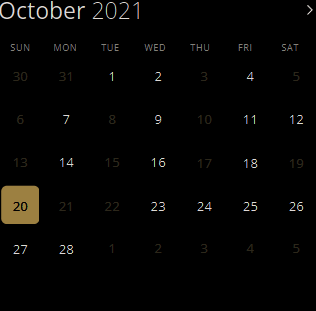 October 2021
SUN MON TUE WED THU FRI SAT
30 31 1 2 3 4 5
6 7 8 9 10 11 12
13 14 15 16 17 18 19
20 21 22 23 24 25 26
27 28 1 2 3 4 5